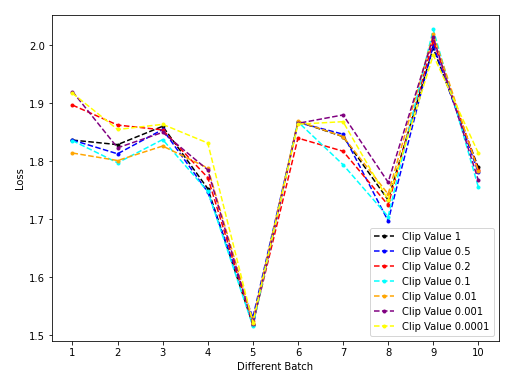 2.0
1.9
1.8
1.7
1.6
1.5
Loss
1 2 3 4 5 6 7 8 9 10
Different Batch
Clip Value 1
Clip Value 0.5
Clip Value 0.2
Clip Value 0.1
Clip Value 0.01
Clip Value 0.001
Clip Value 0.0001